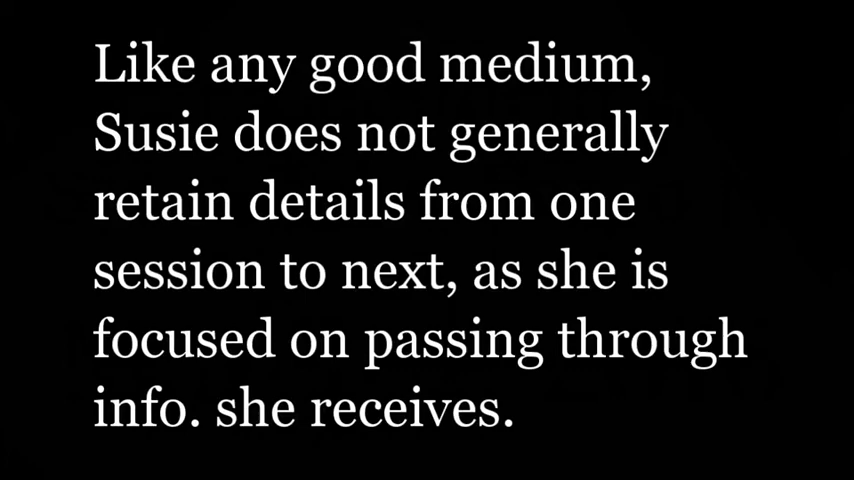 Like any good medium,
Susie does not generally
retain details from one
session to next, as she is
focused on passing through
info. she receives.